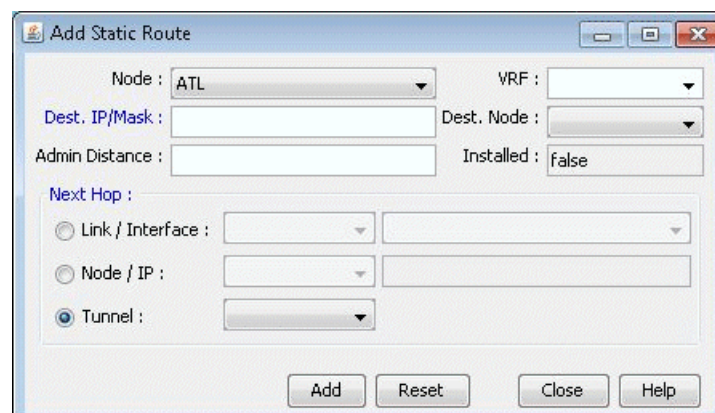 Add Static Route
Node : ATL VRF :
Dest. IP/Mask : Dest. Node :
Admin Distance : Installed : false
Next Hop :
Link / Interface :
Node / IP :
Tunnel :
Add Reset Close Help